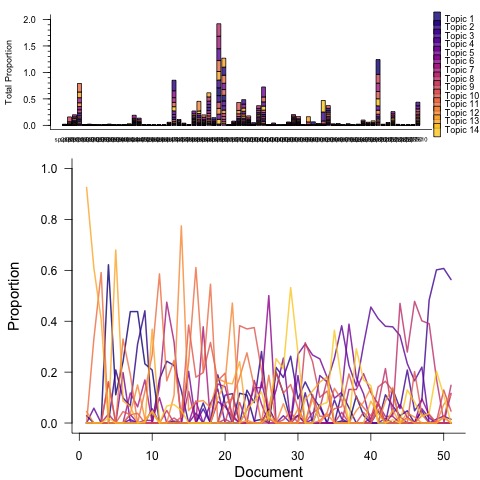 2.0
1.5
1.0
0.5
0.0
Total Proportion
Topic 1
Topic 2
Topic 3
Topic 4
Topic 5
Topic 6
Topic 7
Topic 8
Topic 9
Topic 10
Topic 11
Topic 12
Topic 13
Topic 14
1.0
0.8
0.6
0.4
0.2
0.0
Proportion
0 10 20 30 40 50
Document